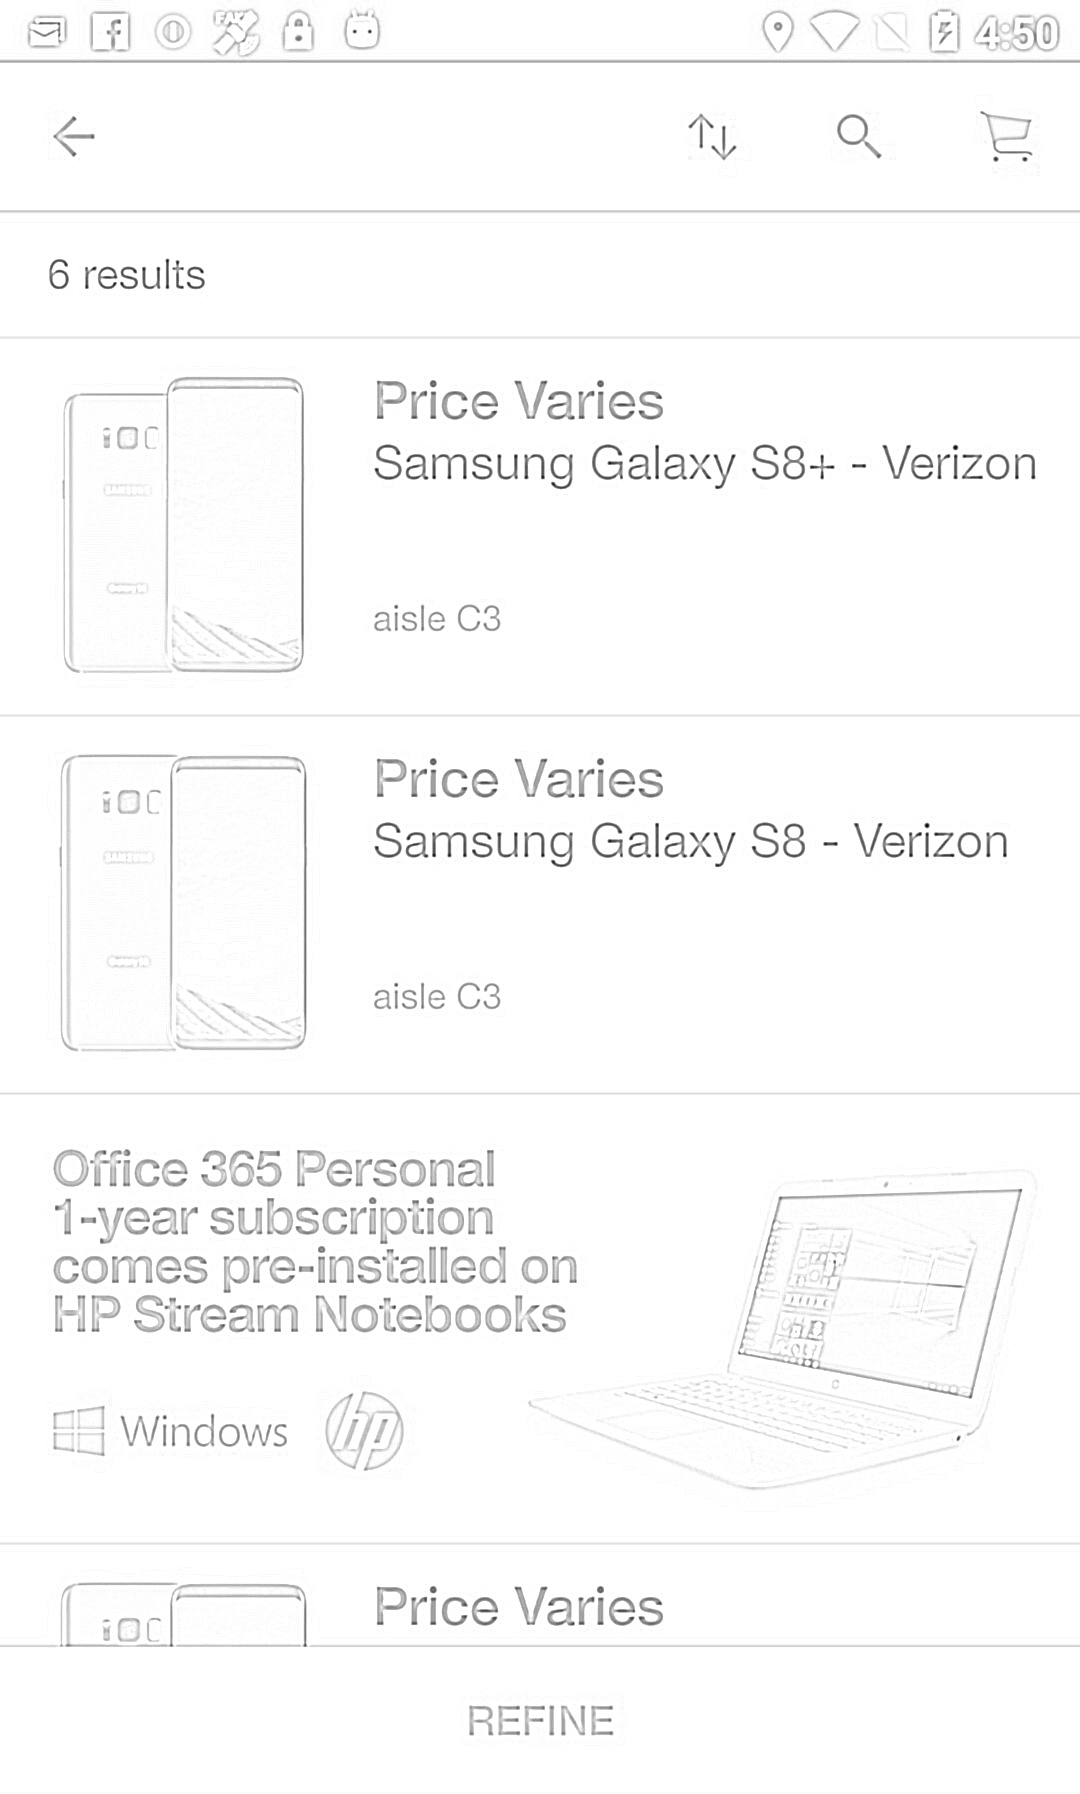 4:50
6 results
Price Varies
Samsung Galaxy S8+ - Verizon
SAMSUNG
aisle C3
Price Varies
Samsung Galaxy S8 - Verizon
SAMSUNG
aisle C3
Office 365 Personal
1-year subscription
comes pre-installed on
HP Stream Notebooks
Windows hp
Price Varies
REFINE